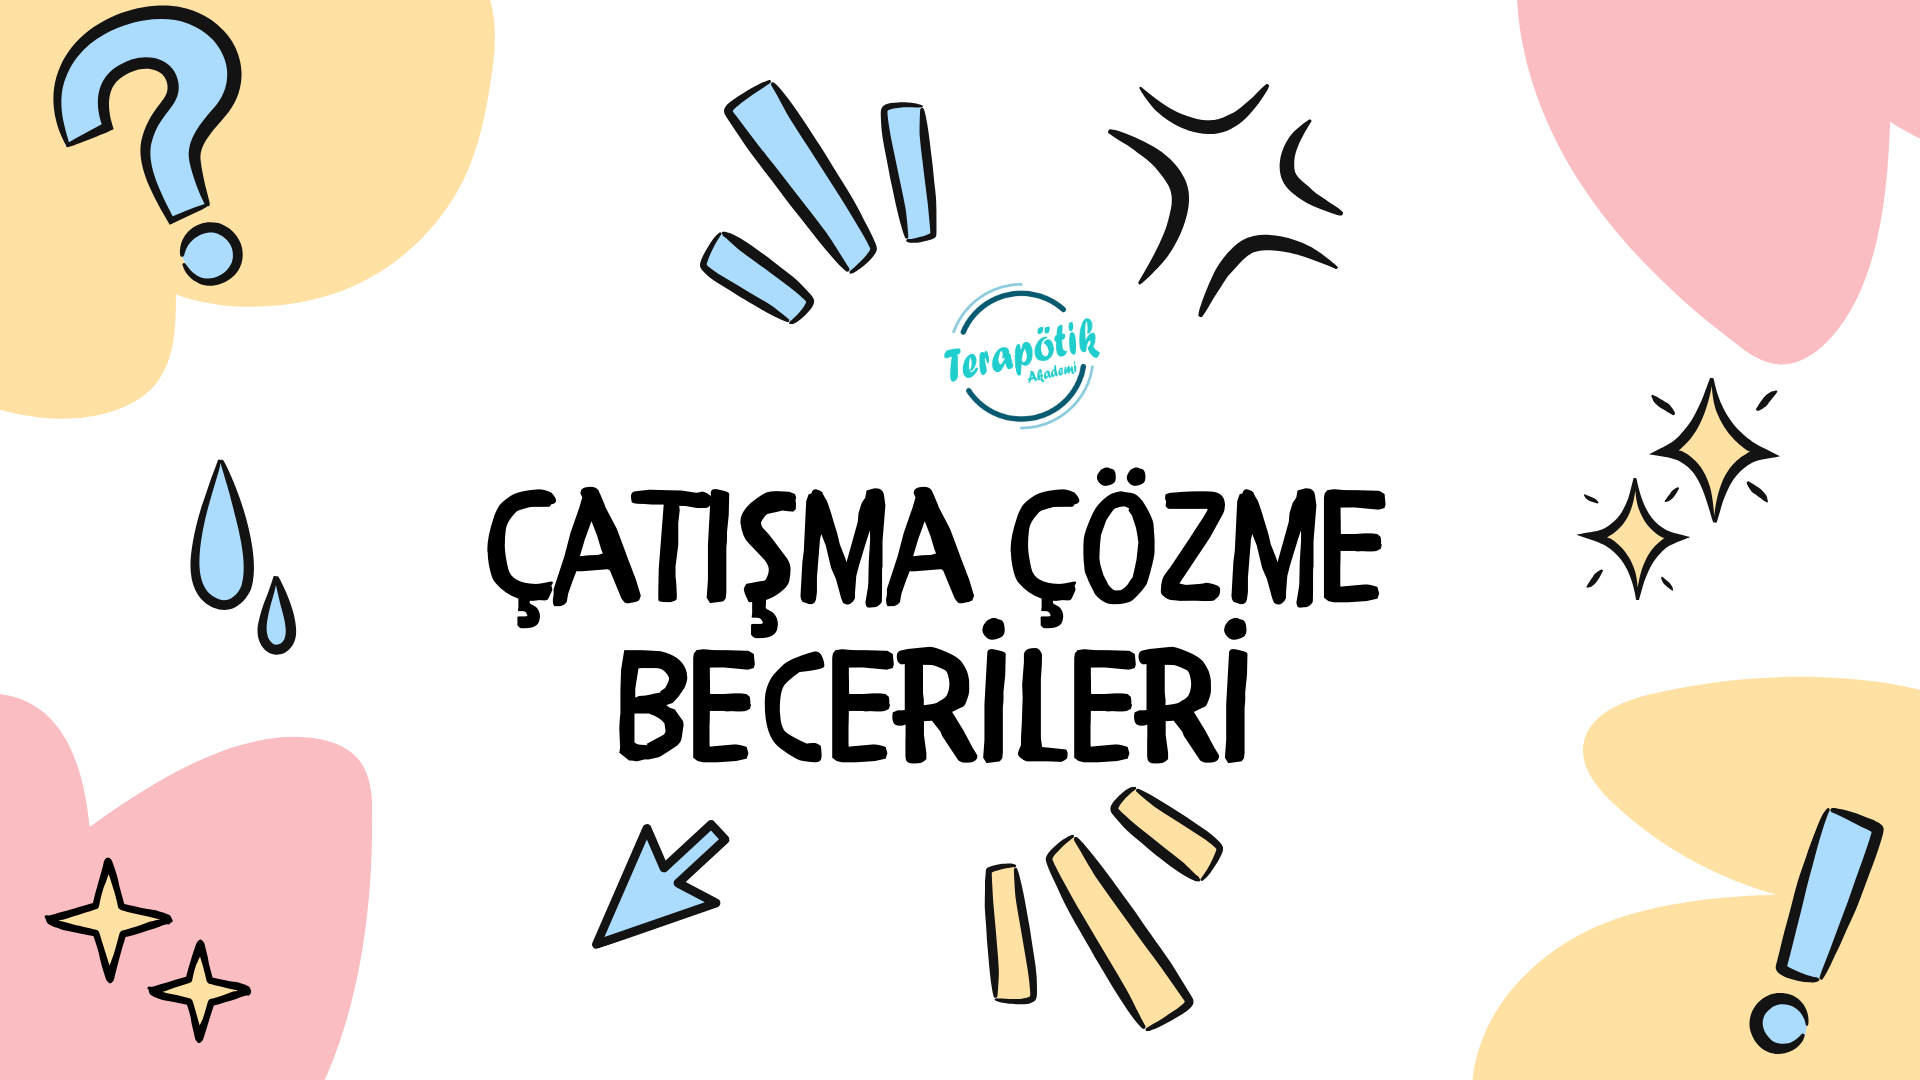 Terapötik
Akademi
ÇATIŞMA ÇÖZME
BECERİLERİ